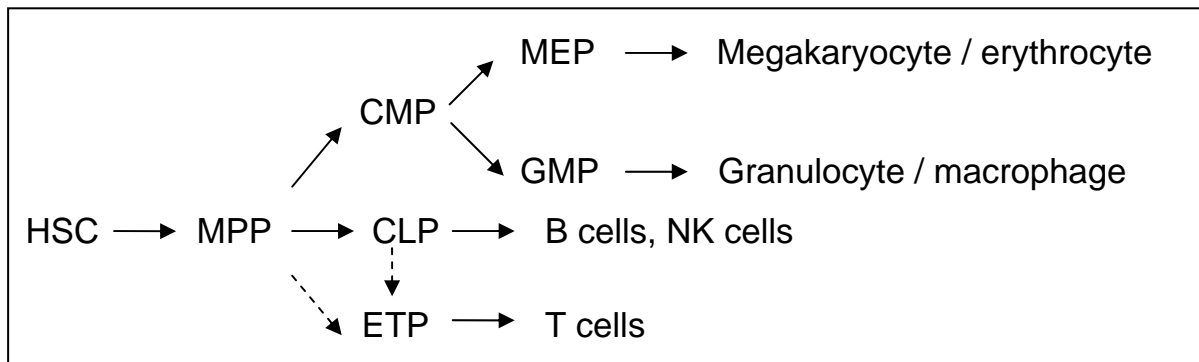 MEP Megakaryocyte / erythrocyte
CMP
GMP Granulocyte / macrophage
HSC MPP CLP B cells, NK cells
ETP T cells